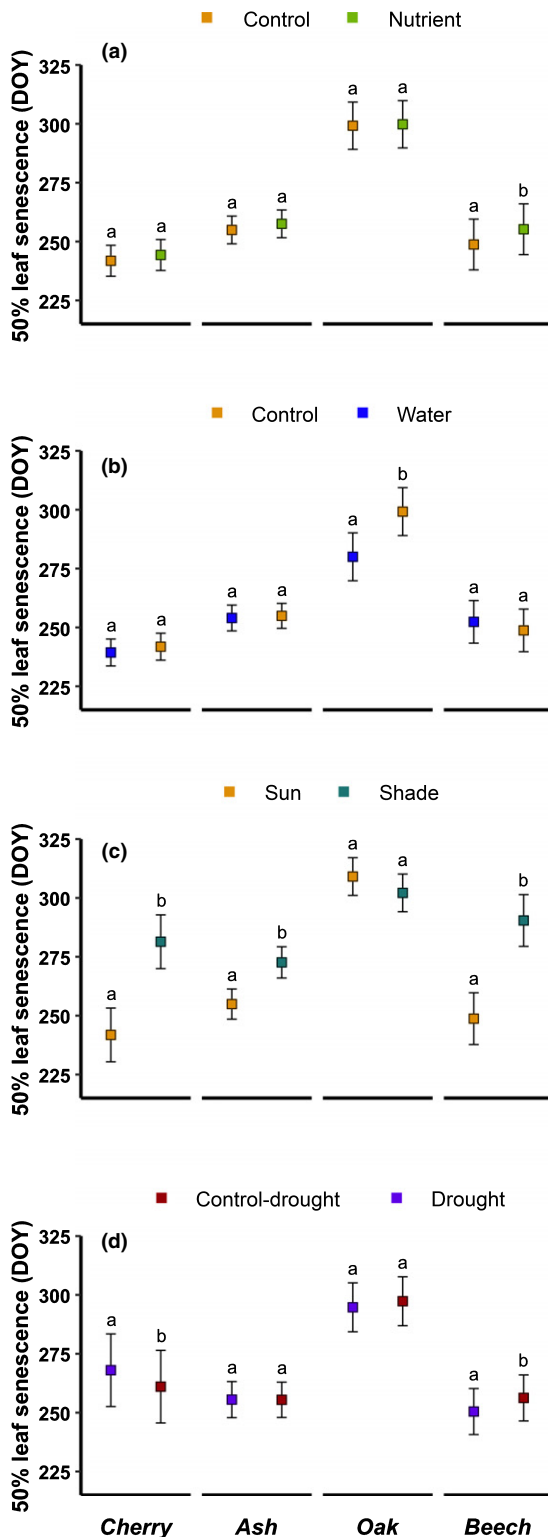 Control Nutrient
(a)
50% leaf senescence (DOY)
325
300
275
250
225
a a a a a a a b
Control Water
(b)
50% leaf senescence (DOY)
325
300
275
250
225
a a a a a b a a
Sun Shade
(c)
50% leaf senescence (DOY)
325
300
275
250
225
a b a b a a a b
Control-drought Drought
(d)
50% leaf senescence (DOY)
325
300
275
250
225
a b a a a a a b
Cherry Ash Oak Beech